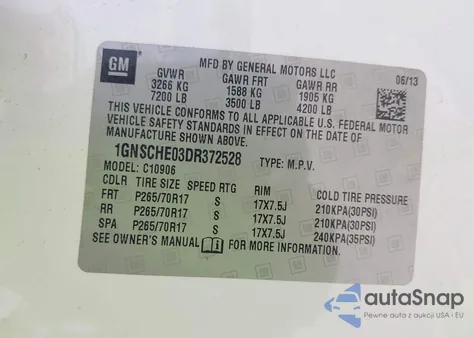 GM
MFD BY GENERAL MOTORS LLC
GVWR GAWR FRT GAWR RR 06/13
3266 KG 1588 KG 1905 KG
7200 LB 3500 LB 4200 LB
THIS VEHICLE CONFORMS TO ALL APPLICABLE U.S. FEDERAL MOTOR
VEHICLE SAFETY STANDARDS IN EFFECT ON THE DATE OF
MANUFACTURE SHOWN ABOVE.
1GNSCHE03DR372528 TYPE: M.P.V.
MODEL: C10906
CDLR TIRE SIZE SPEED RTG RIM COLD TIRE PRESSURE
FRT P265/70R17 S 17X7.5J 210KPA(30PSI)
RR P265/70R17 S 17X7.5J 210KPA(30PSI)
SPA P265/70R17 S 17X7.5J 240KPA(35PSI)
SEE OWNER'S MANUAL FOR MORE INFORMATION
autoSnap
Pewne auta z aukcji USA i EU